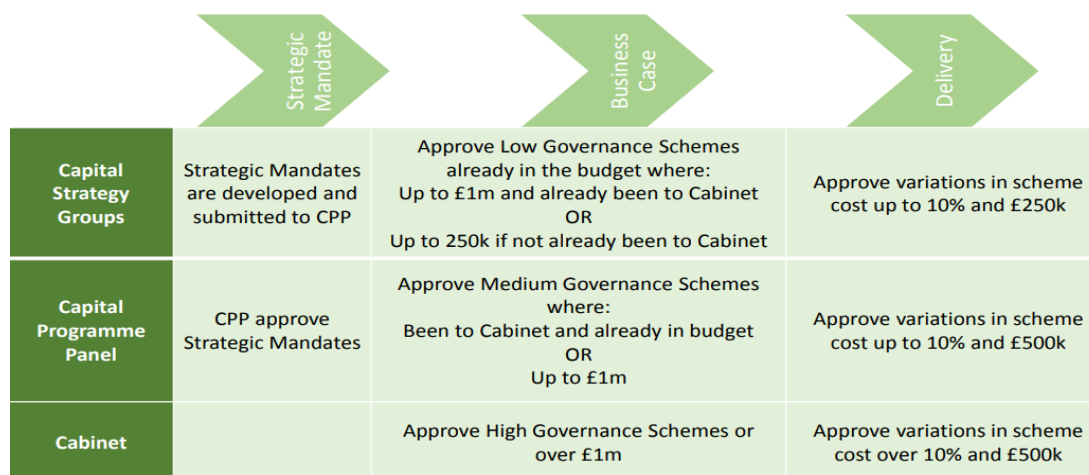 Strategic
Mandate
Business
Case
Delivery
Capital
Strategy
Groups
Strategic Mandates
are developed and
submitted to CPP
Approve Low Governance Schemes
already in the budget where:
Up to £1m and already been to Cabinet
OR
Up to 250k if not already been to Cabinet
Approve variations in scheme
cost up to 10% and £250k
Capital
Programme
Panel
CPP approve
Strategic Mandates
Approve Medium Governance Schemes
where:
Been to Cabinet and already in budget
OR
Up to £1m
Approve variations in scheme
cost up to 10% and £500k
Cabinet
Approve High Governance Schemes or
over £1m
Approve variations in scheme
cost over 10% and £500k